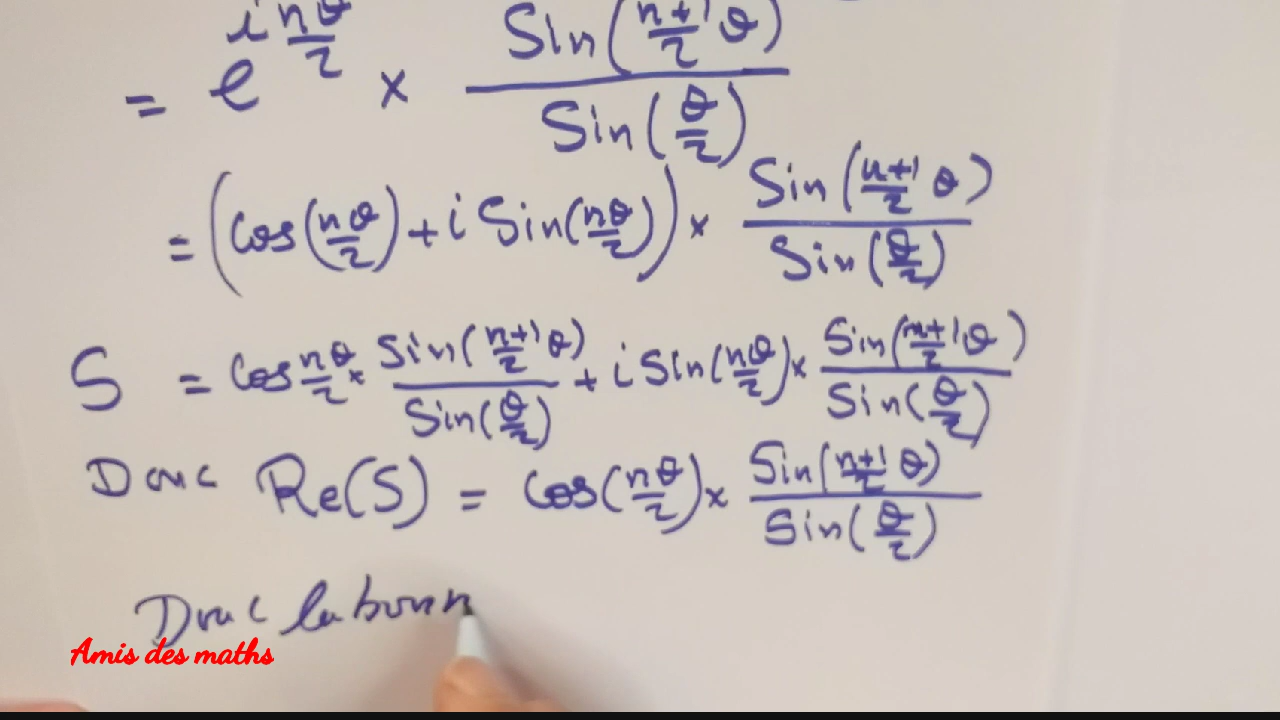 = e^{i nθ/2} × Sin(n+1/2 θ) / Sin(θ/2)
= (Cos(nθ/2) + i Sin(nθ/2)) × Sin(n+1/2 θ) / Sin(θ/2)
S = Cos nθ/2 × Sin(n+1/2 θ) / Sin(θ/2) + i Sin(nθ/2) × Sin(n+1/2 θ) / Sin(θ/2)
Donc Re(S) = Cos(nθ/2) × Sin(n+1/2 θ) / Sin(θ/2)
Donc la bonn
Amis des maths